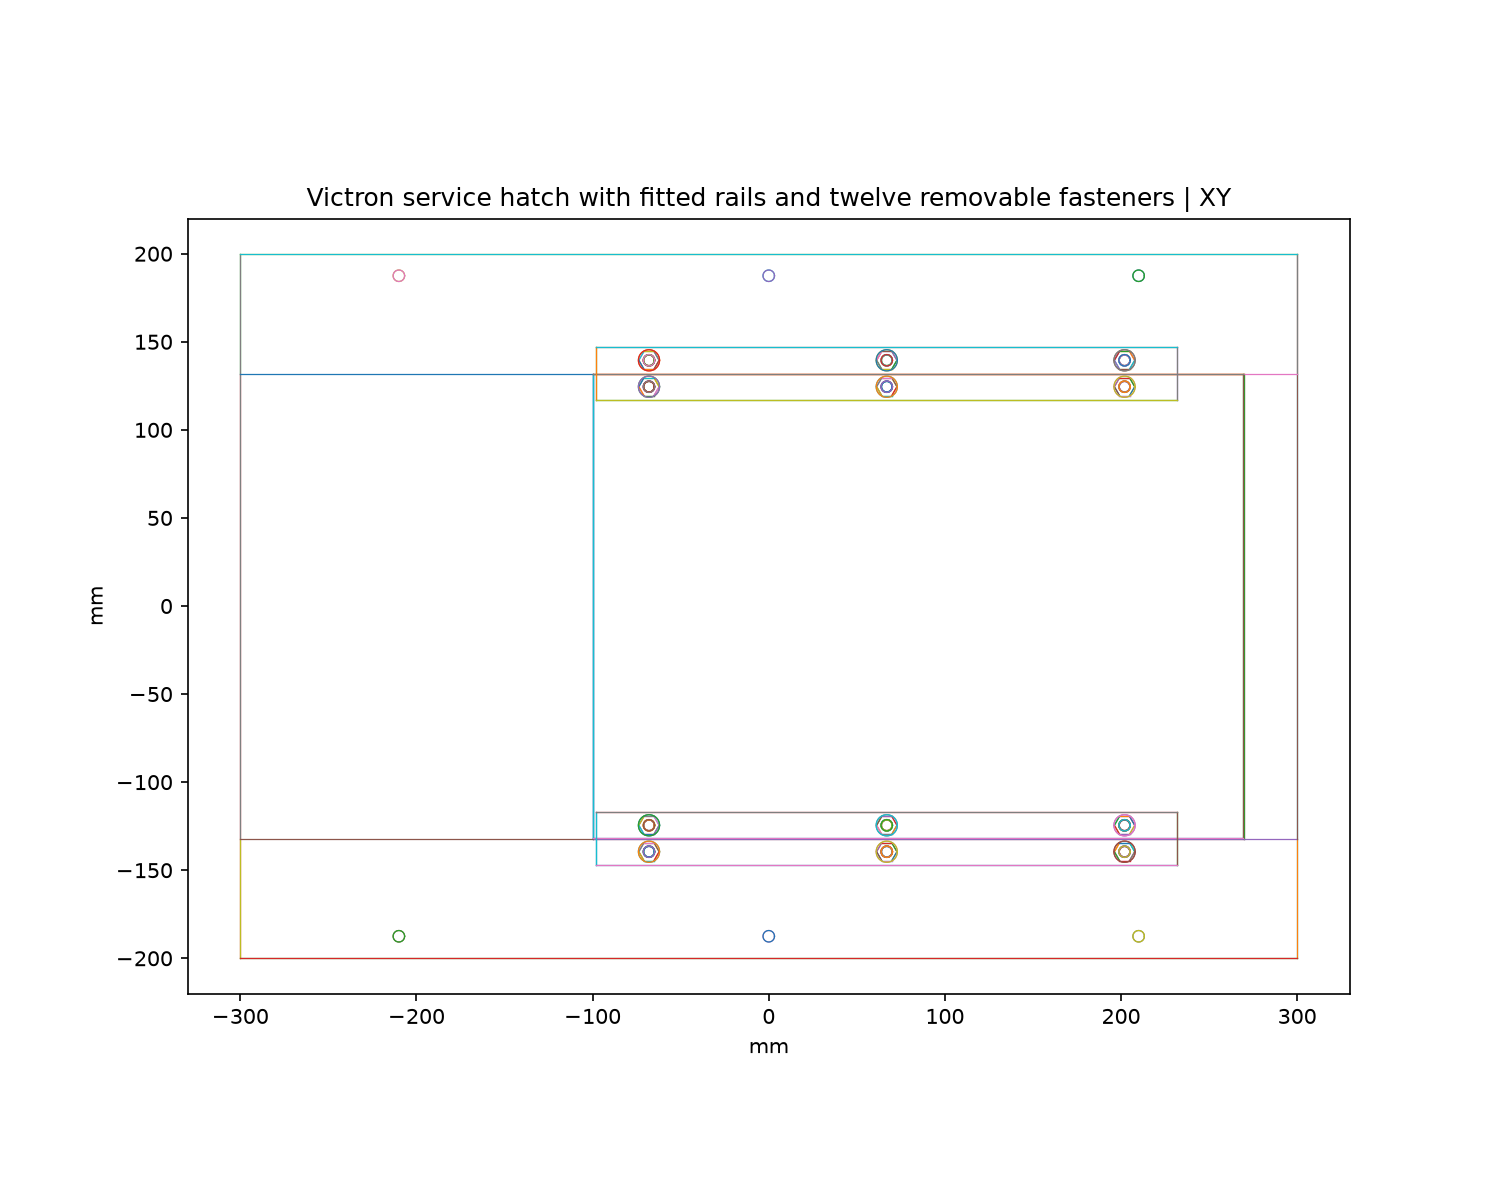 Victron service hatch with fitted rails and twelve removable fasteners | XY
200
150
100
50
0
−50
−100
−150
−200
mm
−300 −200 −100 0 100 200 300
mm